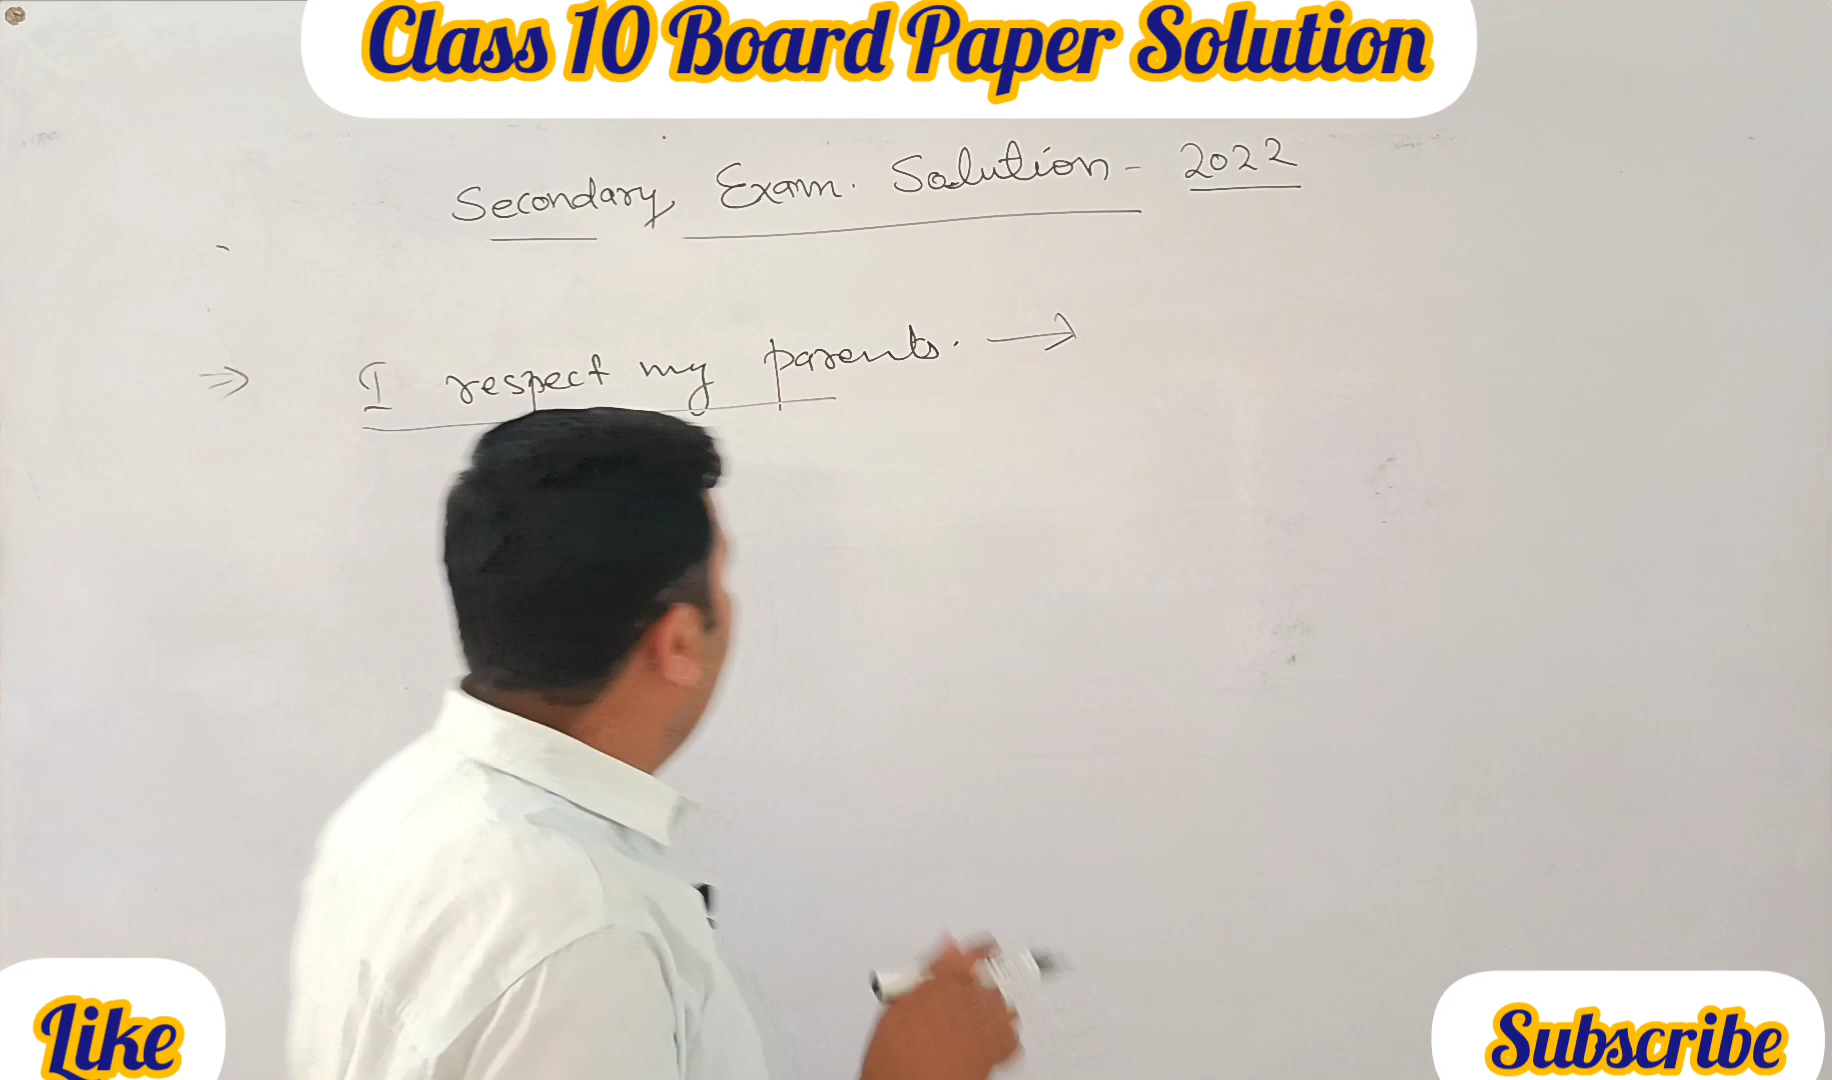 Class 10 Board Paper Solution
Secondary Exam. Solution - 2022
⇒ I respect my parents. →
Like
Subscribe